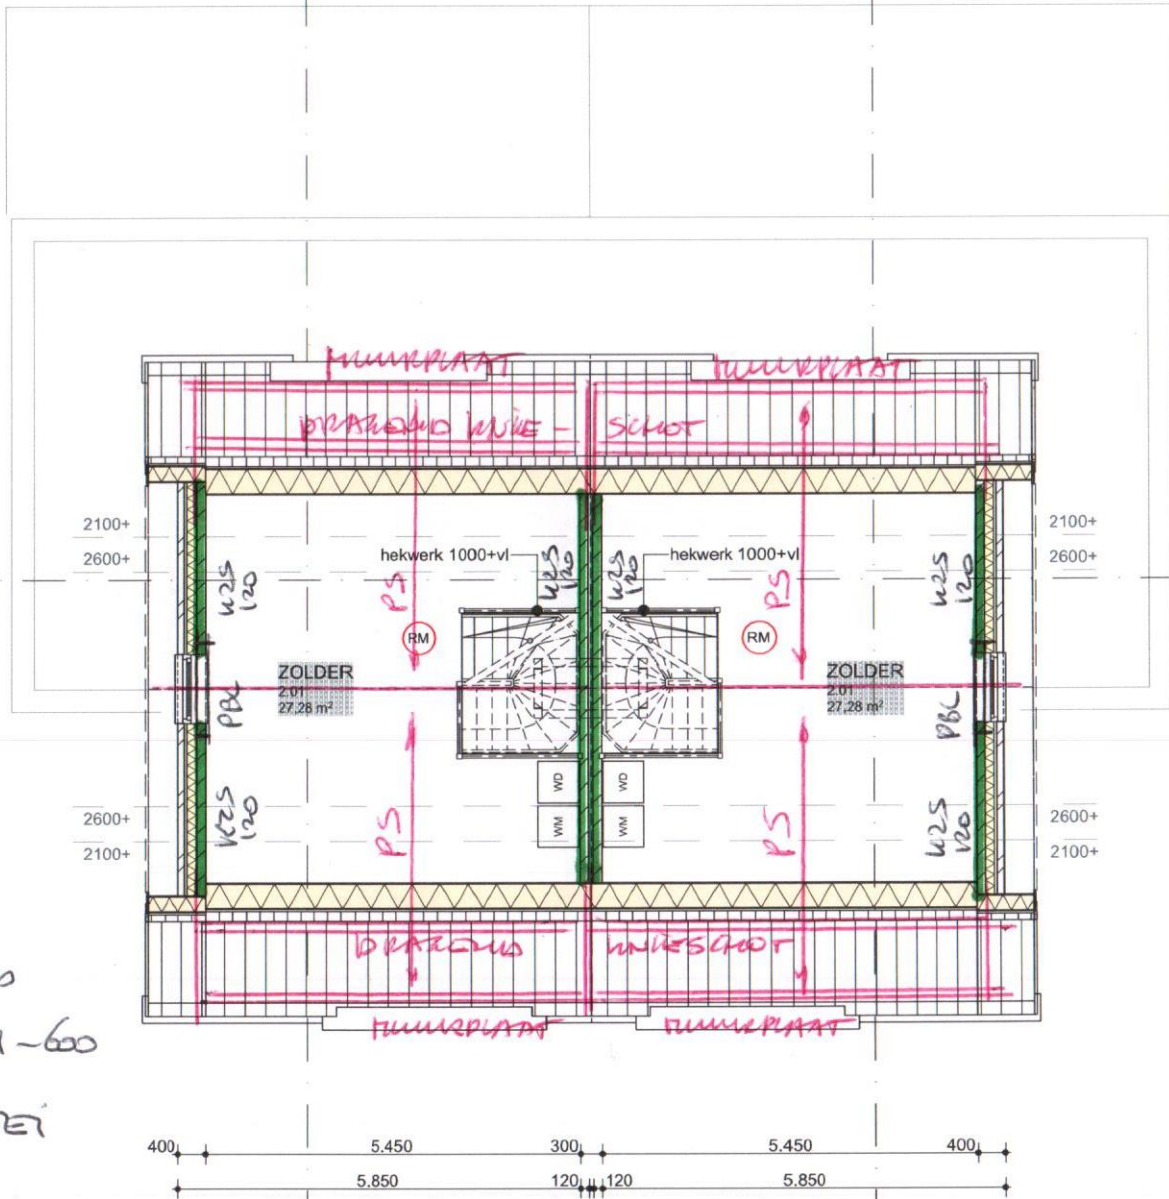 MUURPLAAT
MUURPLAAT
DRAGEND KNIE-
SCHOT
2100+
2600+
2100+
2600+
hekwerk 1000+vl
hekwerk 1000+vl
KZS
120
KZS
120
KZS
120
KZS
120
PS
PS
RM
RM
ZOLDER
2.01
27,28 m²
ZOLDER
2.01
27,28 m²
PBL
PBL
WD
WD
WM
WM
KZS
120
KZS
120
PS
PS
2600+
2100+
2600+
2100+
DRAGEND
KNIESCHOT
MUURPLAAT
MUURPLAAT
-600
400
5.450
300
5.450
400
5.850
120
120
5.850